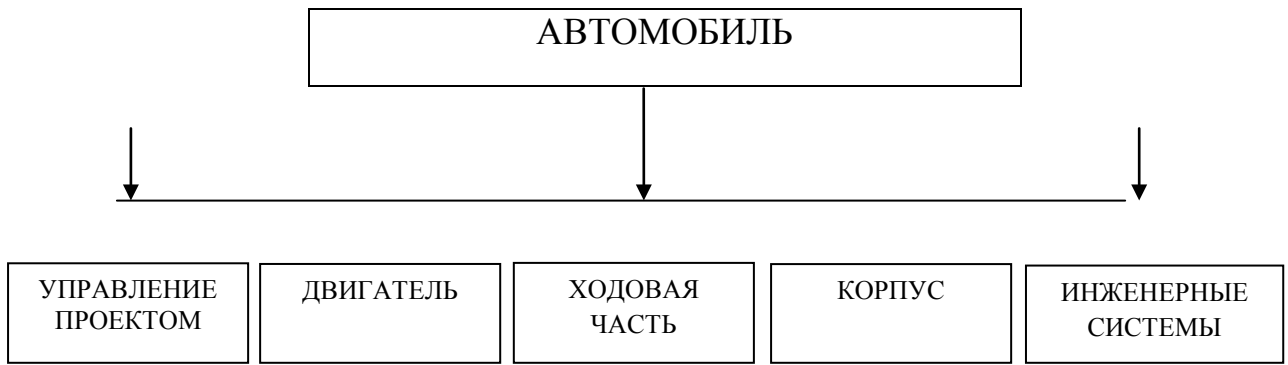 АВТОМОБИЛЬ
УПРАВЛЕНИЕ
ПРОЕКТОМ
ДВИГАТЕЛЬ
ХОДОВАЯ
ЧАСТЬ
КОРПУС
ИНЖЕНЕРНЫЕ
СИСТЕМЫ